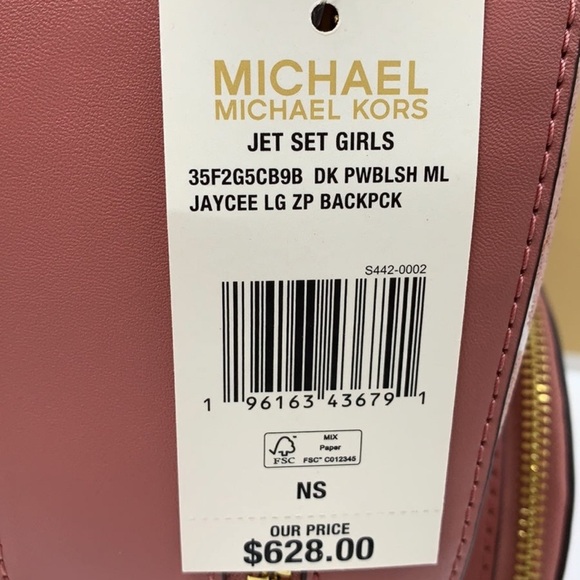 MICHAEL
MICHAEL KORS
JET SET GIRLS
35F2G5CB9B DK PWBLSH ML
JAYCEE LG ZP BACKPCK
S442-0002
1 96163 43679 1
FSC
MIX
Paper
FSC® C012345
NS
OUR PRICE
$628.00